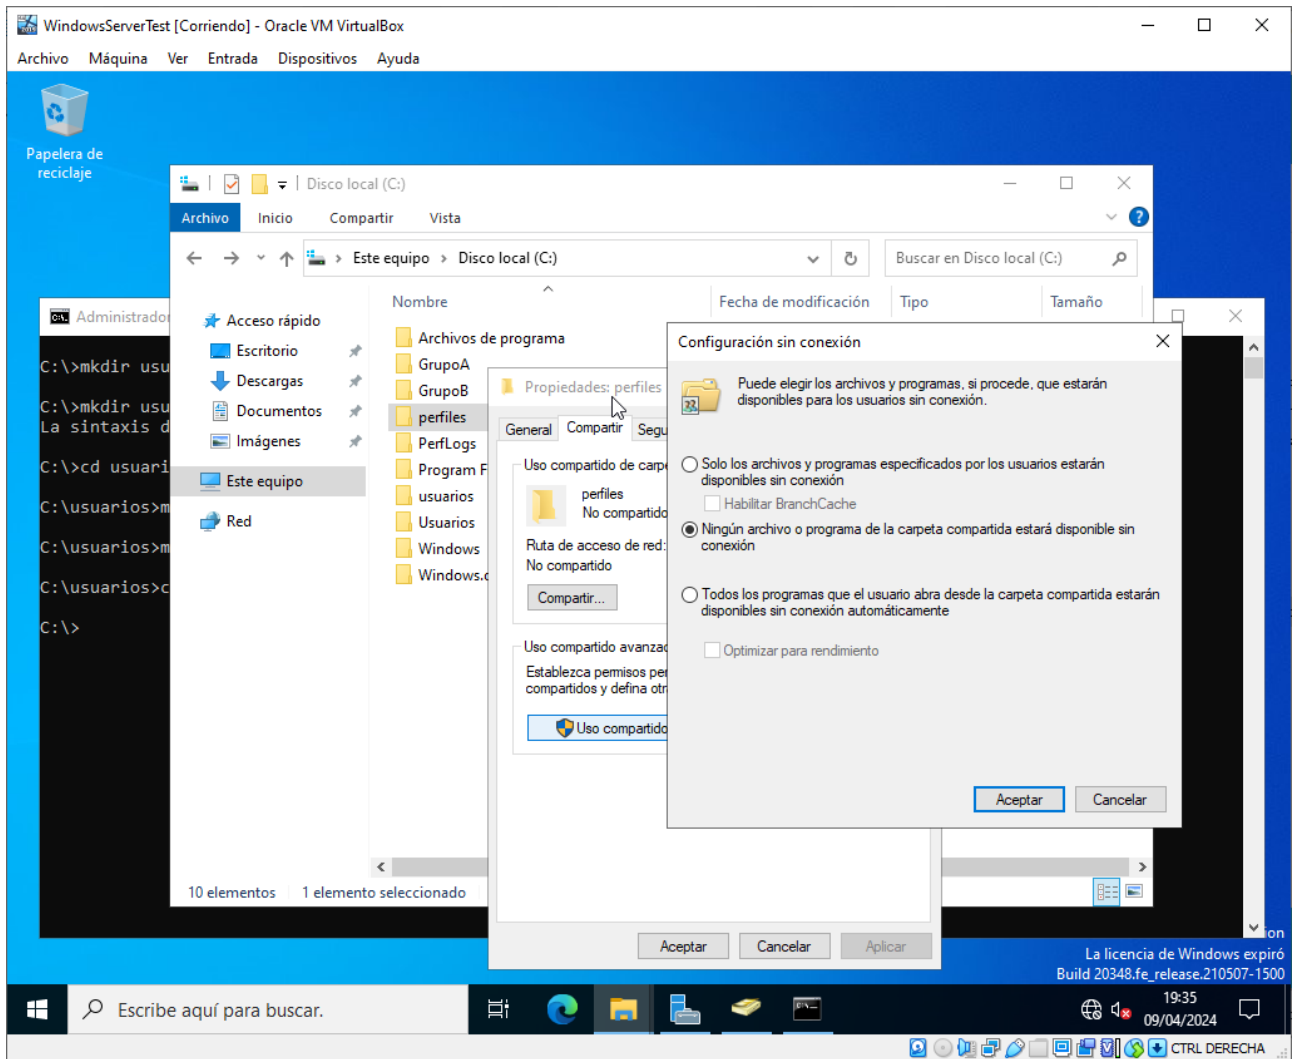 WindowsServerTest [Corriendo] - Oracle VM VirtualBox
Archivo Máquina Ver Entrada Dispositivos Ayuda
Papelera de
reciclaje
Disco local (C:)
Archivo Inicio Compartir Vista
Este equipo > Disco local (C:)
Buscar en Disco local (C:)
Nombre Fecha de modificación Tipo Tamaño
Administrador
Acceso rápido
Escritorio
Descargas
Documentos
Imágenes
Este equipo
Red
Archivos de programa
GrupoA
GrupoB
perfiles
PerfLogs
Program F
usuarios
Usuarios
Windows
Windows.
C:\>mkdir usu
C:\>mkdir usu
La sintaxis d
C:\>cd usuari
C:\usuarios>m
C:\usuarios>m
C:\usuarios>c
C:\>
10 elementos 1 elemento seleccionado
Propiedades: perfiles
General Compartir Segu
Uso compartido de carpe
perfiles
No compartido
Ruta de acceso de red:
No compartido
Compartir...
Uso compartido avanzad
Establezca permisos per
compartidos y defina otr
Uso compartido
Aceptar Cancelar Aplicar
Configuración sin conexión
Puede elegir los archivos y programas, si procede, que estarán
disponibles para los usuarios sin conexión.
Solo los archivos y programas especificados por los usuarios estarán
disponibles sin conexión
Habilitar BranchCache
Ningún archivo o programa de la carpeta compartida estará disponible sin
conexión
Todos los programas que el usuario abra desde la carpeta compartida estarán
disponibles sin conexión automáticamente
Optimizar para rendimiento
Aceptar Cancelar
ion
La licencia de Windows expiró
Build 20348.fe_release.210507-1500
Escribe aquí para buscar.
19:35
09/04/2024
CTRL DERECHA